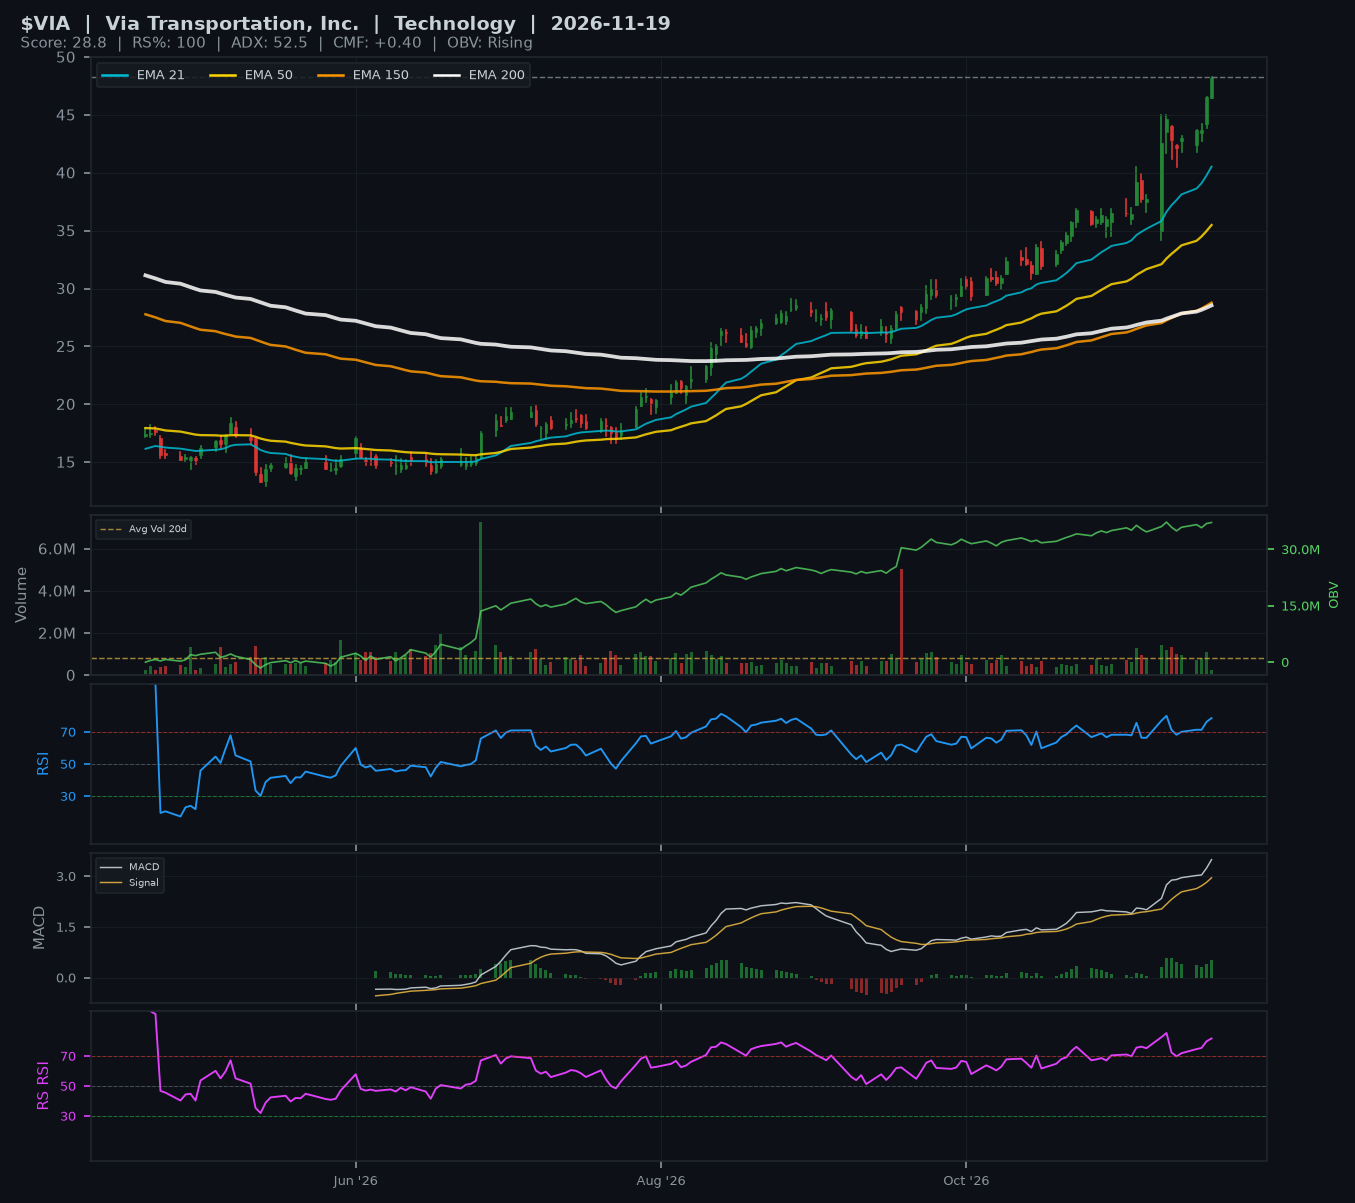 $VIA | Via Transportation, Inc. | Technology | 2026-11-19
Score: 28.8 | RS%: 100 | ADX: 52.5 | CMF: +0.40 | OBV: Rising
EMA 21 EMA 50 EMA 150 EMA 200
50
45
40
35
30
25
20
15
Avg Vol 20d
Volume
6.0M
4.0M
2.0M
0
30.0M
15.0M
0
OBV
RSI
70
50
30
MACD
Signal
MACD
3.0
1.5
0.0
RS RSI
70
50
30
Jun '26 Aug '26 Oct '26